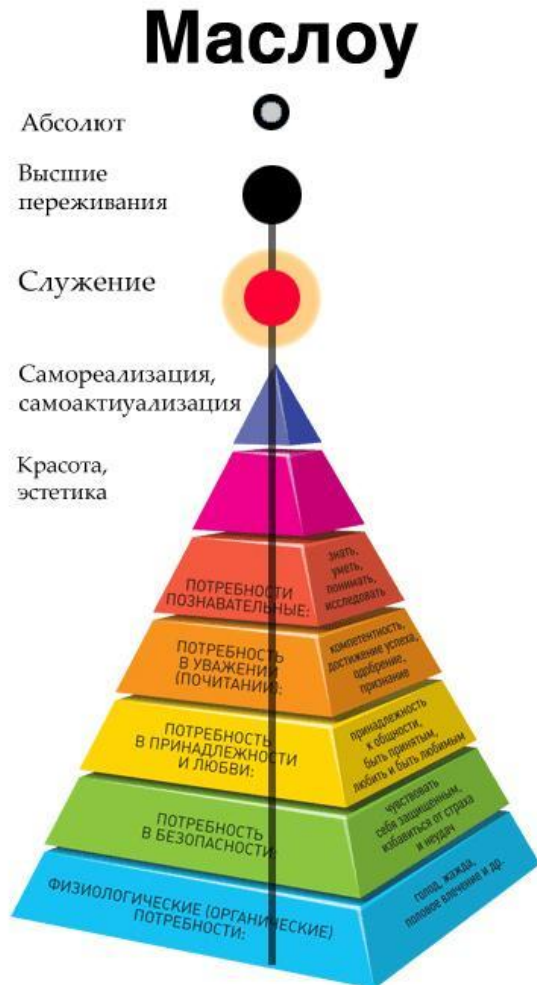 Маслоу
Абсолют
Высшие
переживания
Служение
Самореализация,
самоактиуализация
Красота,
эстетика
ПОТРЕБНОСТИ
ПОЗНАВАТЕЛЬНЫЕ:
знать,
уметь,
понимать,
исследовать
ПОТРЕБНОСТЬ
В УВАЖЕНИИ
(ПОЧИТАНИИ):
компетентность,
достижение успеха,
одобрение,
признание
ПОТРЕБНОСТЬ
В ПРИНАДЛЕЖНОСТИ
И ЛЮБВИ:
принадлежность
к общности,
быть принятым,
любить и быть любимым
ПОТРЕБНОСТЬ
В БЕЗОПАСНОСТИ:
чувствовать
себя защищенным,
избавиться от страха
и неудач
ФИЗИОЛОГИЧЕСКИЕ (ОРГАНИЧЕСКИЕ)
ПОТРЕБНОСТИ:
голод, жажда,
половое влечение и др.